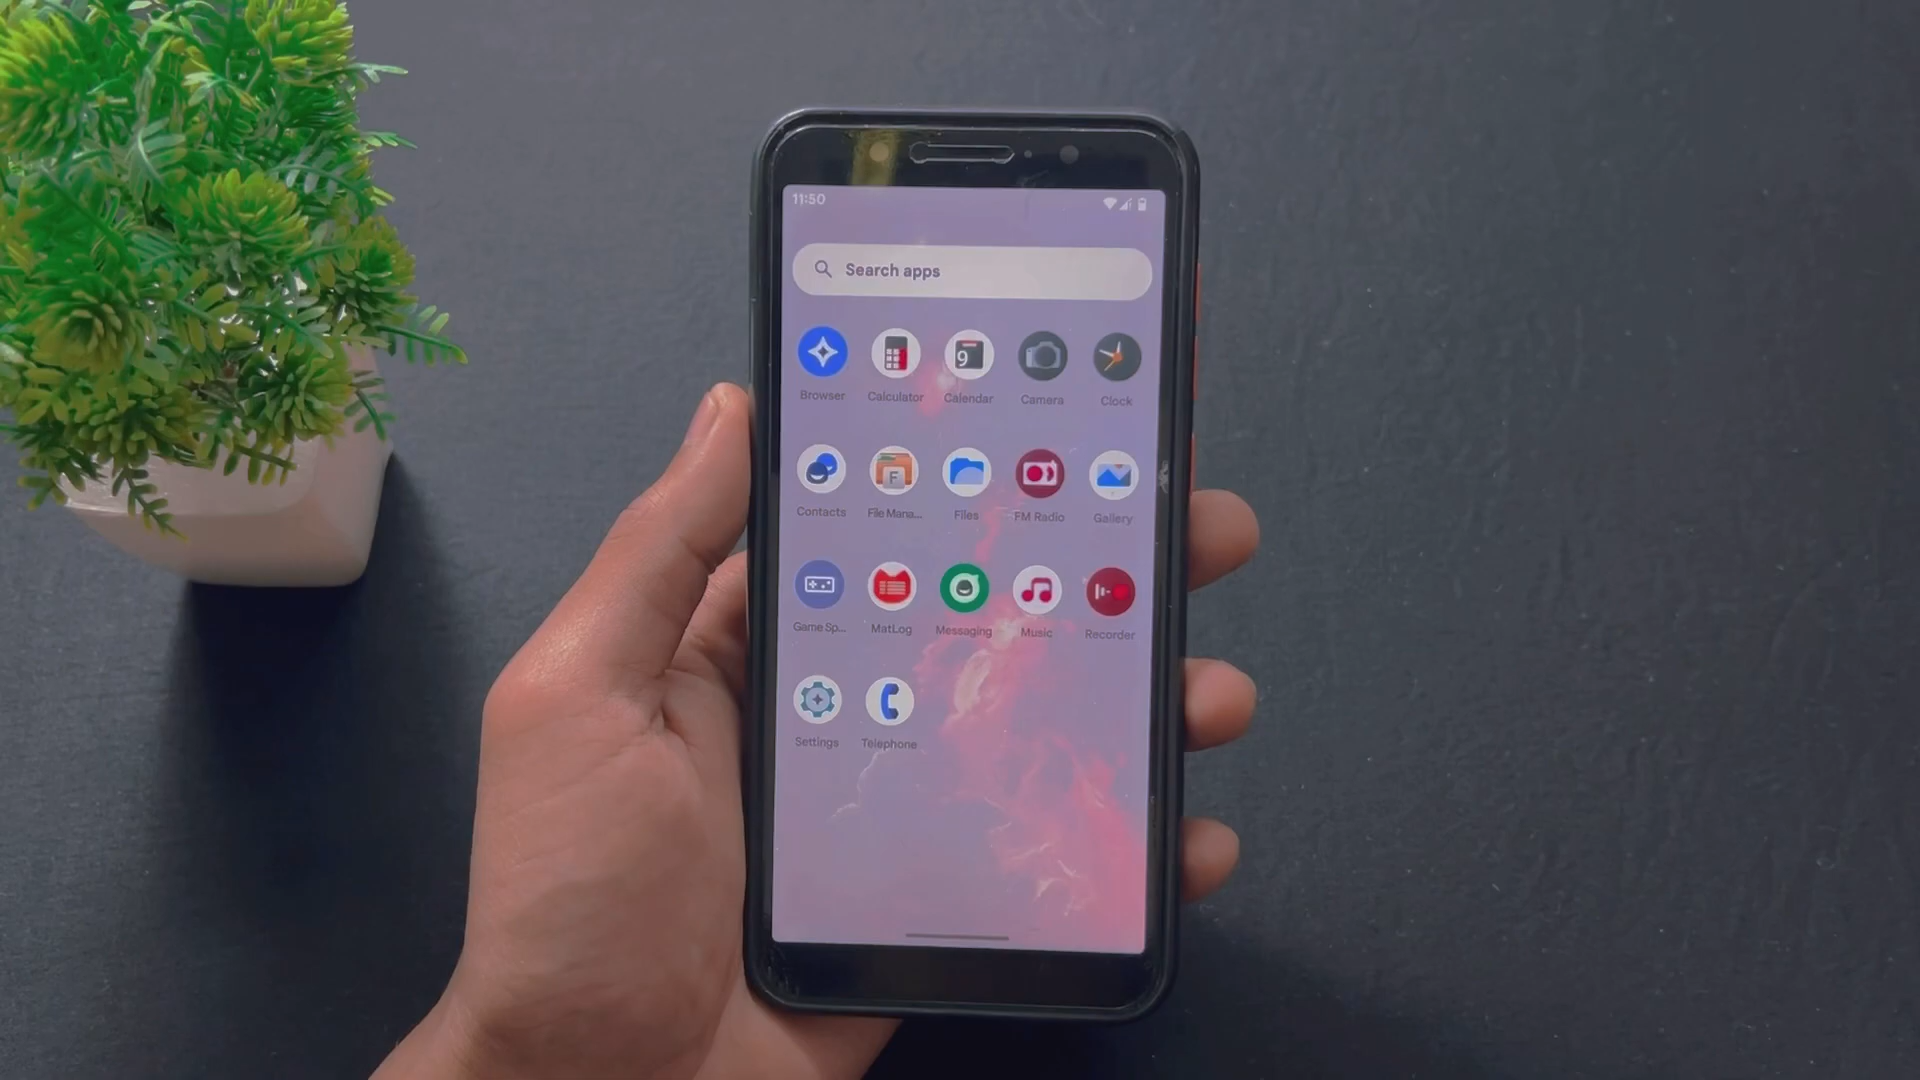 11:50
Search apps
Browser Calculator Calendar Camera Clock
9
Contacts File Mana... Files FM Radio Gallery
F
Game Sp... MatLog Messaging Music Recorder
Settings Telephone